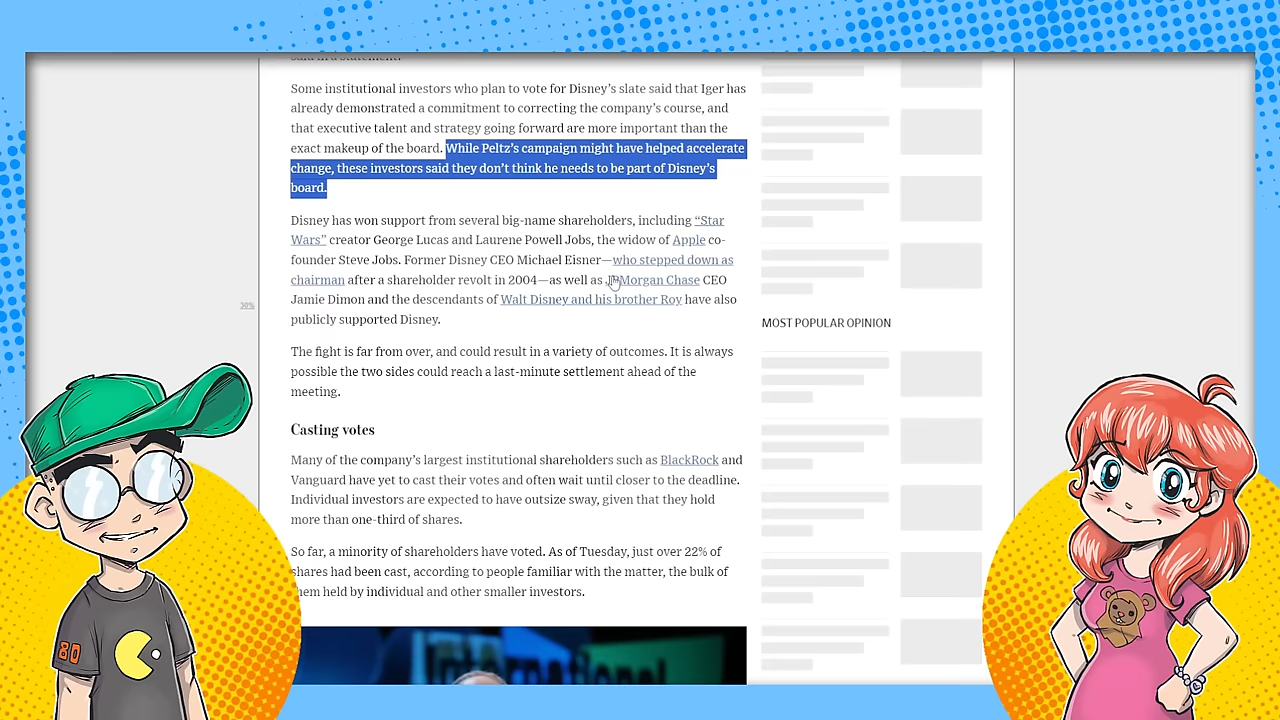 said in a statement.
Some institutional investors who plan to vote for Disney's slate said that Iger has
already demonstrated a commitment to correcting the company's course, and
that executive talent and strategy going forward are more important than the
exact makeup of the board. While Peltz's campaign might have helped accelerate
change, these investors said they don't think he needs to be part of Disney's
board.
Disney has won support from several big-name shareholders, including “Star
Wars” creator George Lucas and Laurene Powell Jobs, the widow of Apple co-
founder Steve Jobs. Former Disney CEO Michael Eisner—who stepped down as
chairman after a shareholder revolt in 2004—as well as JPMorgan Chase CEO
Jamie Dimon and the descendants of Walt Disney and his brother Roy have also
30%
publicly supported Disney.
MOST POPULAR OPINION
The fight is far from over, and could result in a variety of outcomes. It is always
possible the two sides could reach a last-minute settlement ahead of the
meeting.
Casting votes
Many of the company's largest institutional shareholders such as BlackRock and
Vanguard have yet to cast their votes and often wait until closer to the deadline.
Individual investors are expected to have outsize sway, given that they hold
more than one-third of shares.
So far, a minority of shareholders have voted. As of Tuesday, just over 22% of
shares had been cast, according to people familiar with the matter, the bulk of
them held by individual and other smaller investors.
80